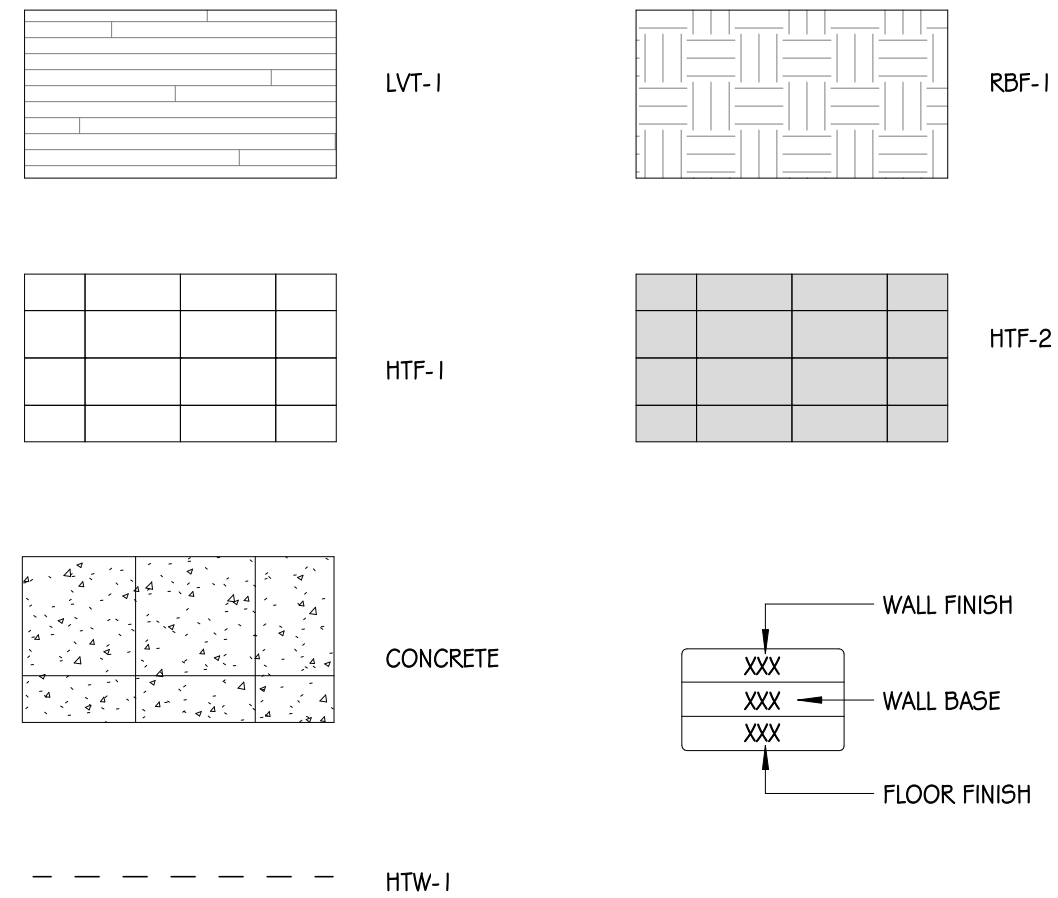 LVT-1
RBF-1
HTF-1
HTF-2
CONCRETE
WALL FINISH
XXX
XXX
WALL BASE
XXX
FLOOR FINISH
HTW-1